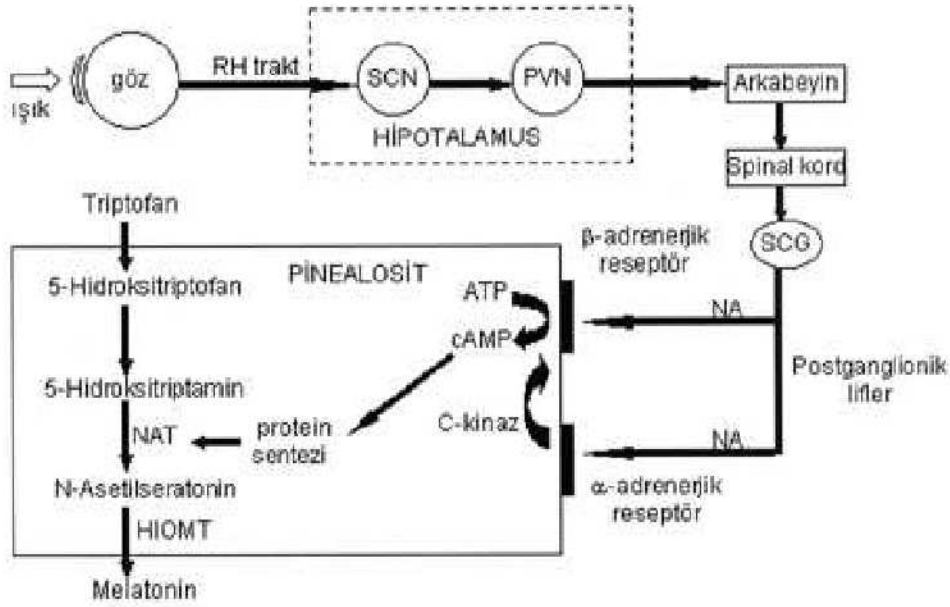 ışık
göz
RH trakt
SCN
PVN
HİPOTALAMUS
Arkabeyin
Spinal kord
SCG
Triptofan
PİNEALOSİT
5-Hidroksitriptofan
5-Hidroksitriptamin
NAT
N-Asetilseratonin
HIOMT
Melatonin
protein
sentezi
ATP
cAMP
C-kinaz
β-adrenerjik
reseptör
NA
Postganglionik
lifler
NA
α-adrenerjik
reseptör